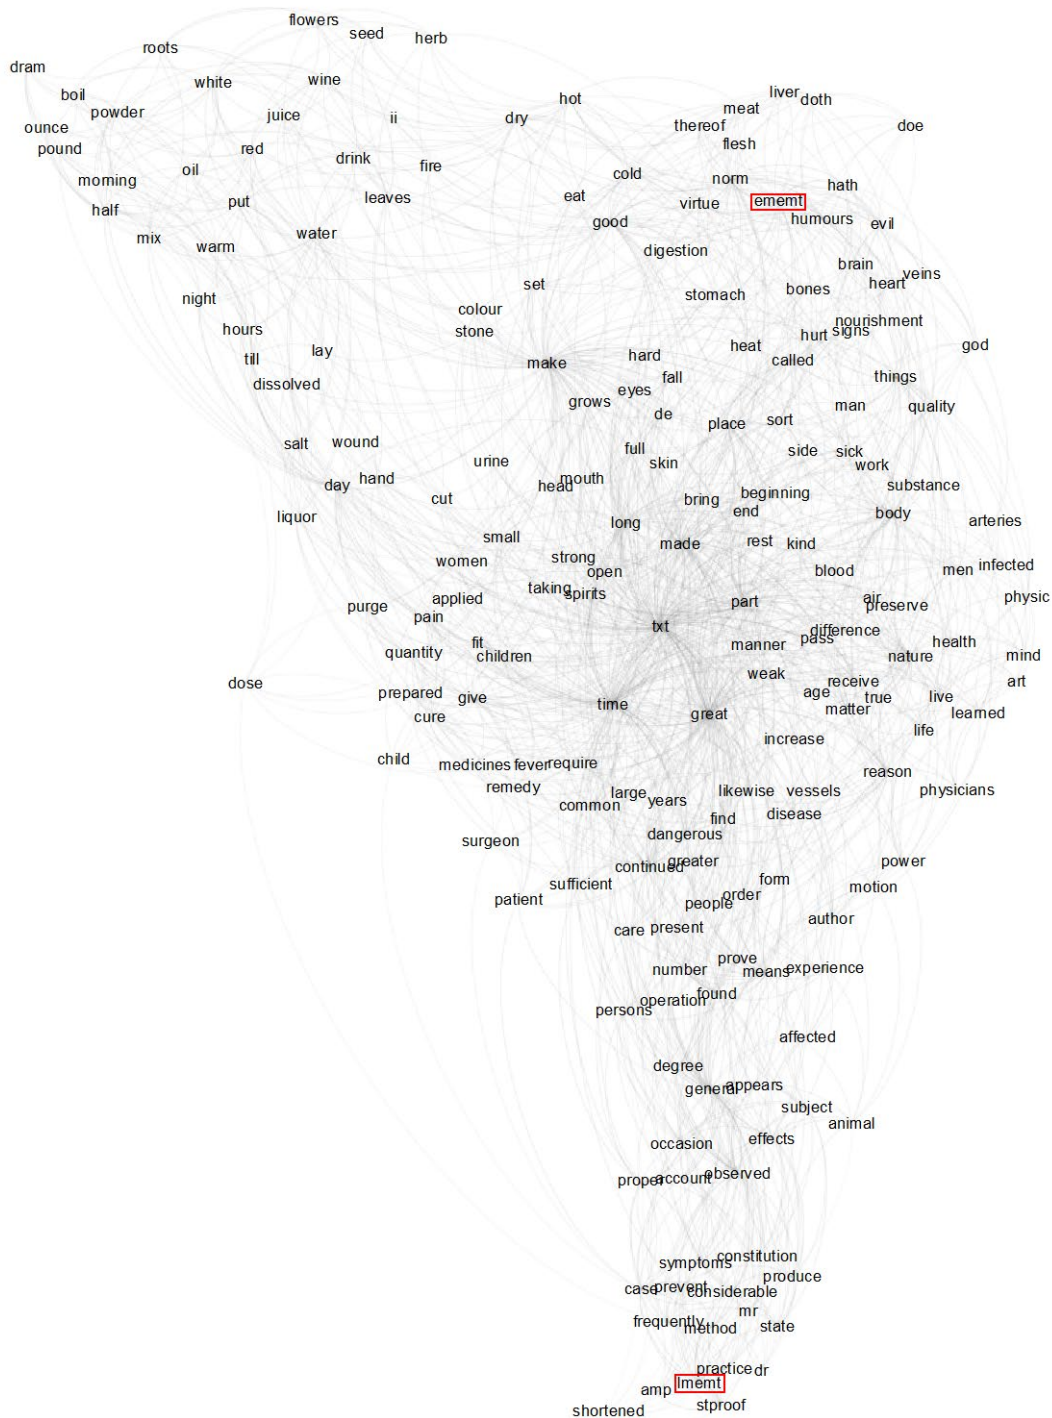 flowers
seed
herb
roots
dram
white
wine
boil
powder
juice
ii
dry
hot
liver
meat
doth
thereof
doe
ounce
pound
red
drink
fire
flesh
oil
cold
norm
hath
morning
put
leaves
eat
virtue
ememt
half
good
humours
evil
mix
warm
water
digestion
brain
veins
night
set
stomach
bones
heart
colour
nourishment
hours
stone
hurt
signs
till
lay
make
hard
heat
called
god
dissolved
eyes
fall
things
grows
de
place
sort
man
quality
salt
wound
full
side
sick
urine
skin
work
day
hand
head
mouth
cut
bring
beginning
substance
liquor
long
end
body
arteries
small
made
rest
kind
women
strong
open
blood
men
infected
purge
applied
taking
spirits
part
air
preserve
physic
pain
txt
difference
quantity
fit
children
manner
pass
nature
health
mind
dose
weak
receive
art
prepared
give
time
great
age
matter
true
live
learned
cure
increase
life
child
medicines
fever
require
reason
remedy
large
likewise
vessels
physicians
common
years
find
disease
surgeon
dangerous
continued
greater
power
sufficient
form
motion
patient
people
order
care
present
author
number
prove
means
experience
persons
operation
found
affected
degree
general
appears
subject
animal
occasion
effects
proper
account
observed
symptoms
constitution
produce
case
prevent
considerable
mr
frequently
method
state
practice
dr
amp
lmemt
shortened
stproof